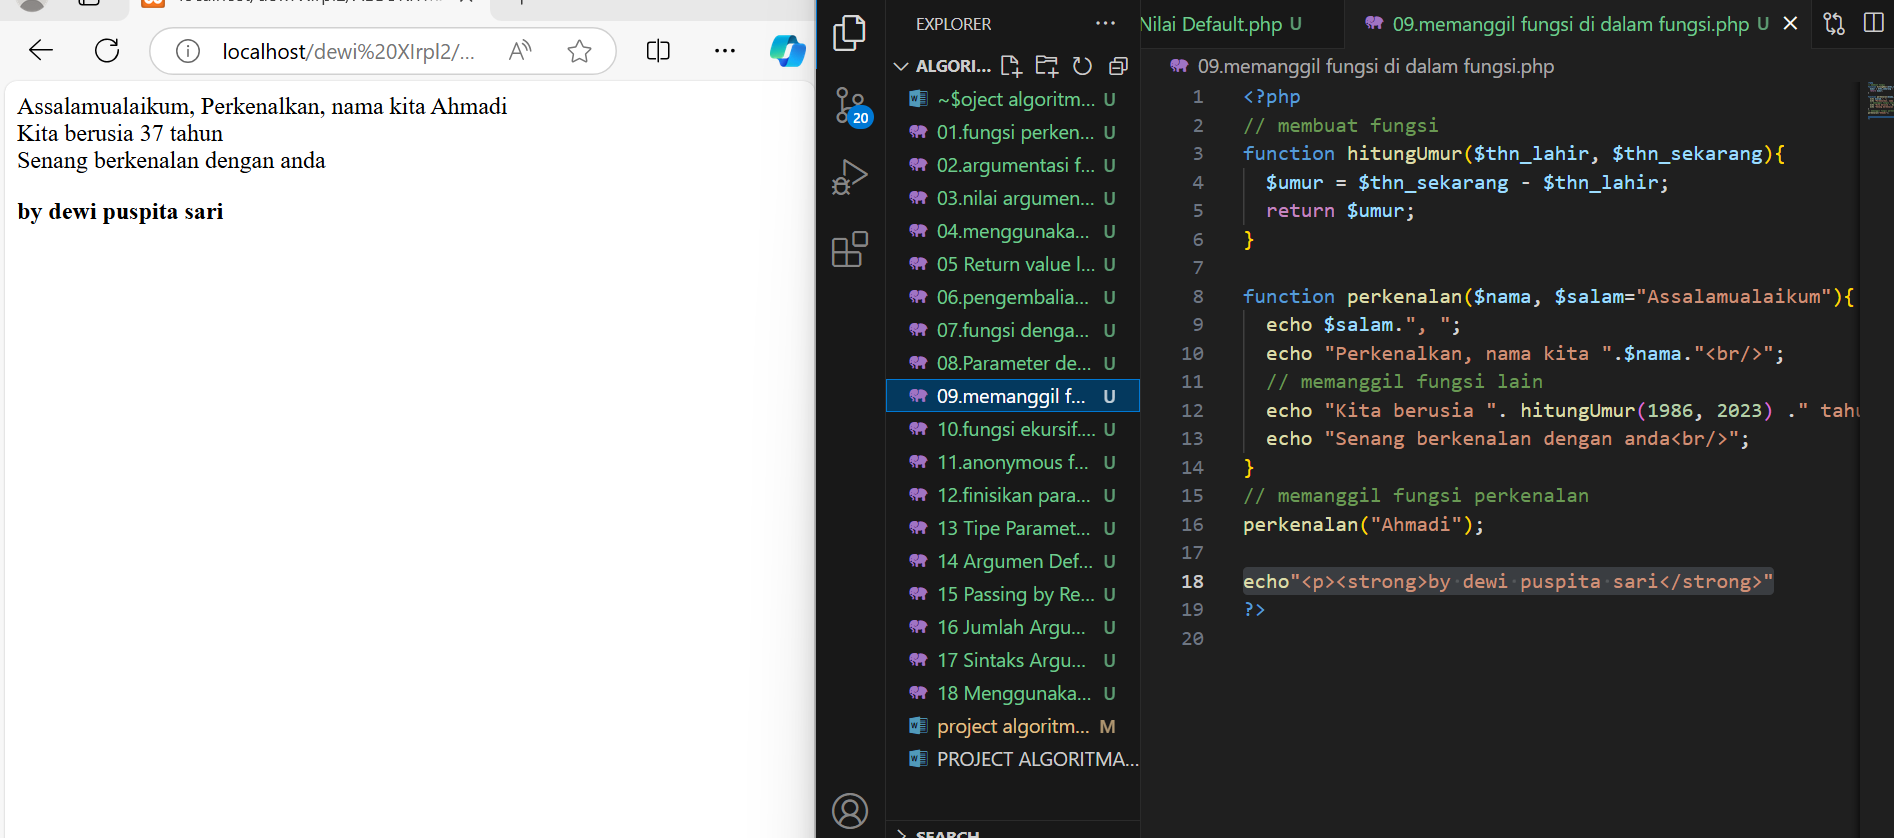 localhost/dewi%20XIrpl2/...
Assalamualaikum, Perkenalkan, nama kita Ahmadi
Kita berusia 37 tahun
Senang berkenalan dengan anda
by dewi puspita sari
20
EXPLORER
ALGORI...
~$oject algoritm... U
01.fungsi perken... U
02.argumentasi f... U
03.nilai argumen... U
04.menggunaka... U
05 Return value l... U
06.pengembalia... U
07.fungsi denga... U
08.Parameter de... U
09.memanggil f... U
10.fungsi ekursif.... U
11.anonymous f... U
12.finisikan para... U
13 Tipe Paramet... U
14 Argumen Def... U
15 Passing by Re... U
16 Jumlah Argu... U
17 Sintaks Argu... U
18 Menggunaka... U
project algoritm... M
PROJECT ALGORITMA...
SEARCH
Nilai Default.php U
09.memanggil fungsi di dalam fungsi.php U
09.memanggil fungsi di dalam fungsi.php
1 <?php
2 // membuat fungsi
3 function hitungUmur($thn_lahir, $thn_sekarang){
4 $umur = $thn_sekarang - $thn_lahir;
5 return $umur;
6 }
7
8 function perkenalan($nama, $salam="Assalamualaikum"){
9 echo $salam.", ";
10 echo "Perkenalkan, nama kita ".$nama."<br/>";
11 // memanggil fungsi lain
12 echo "Kita berusia ". hitungUmur(1986, 2023) ." tahu
13 echo "Senang berkenalan dengan anda<br/>";
14 }
15 // memanggil fungsi perkenalan
16 perkenalan("Ahmadi");
17
18 echo"<p><strong>by dewi puspita sari</strong>"
19 ?>
20